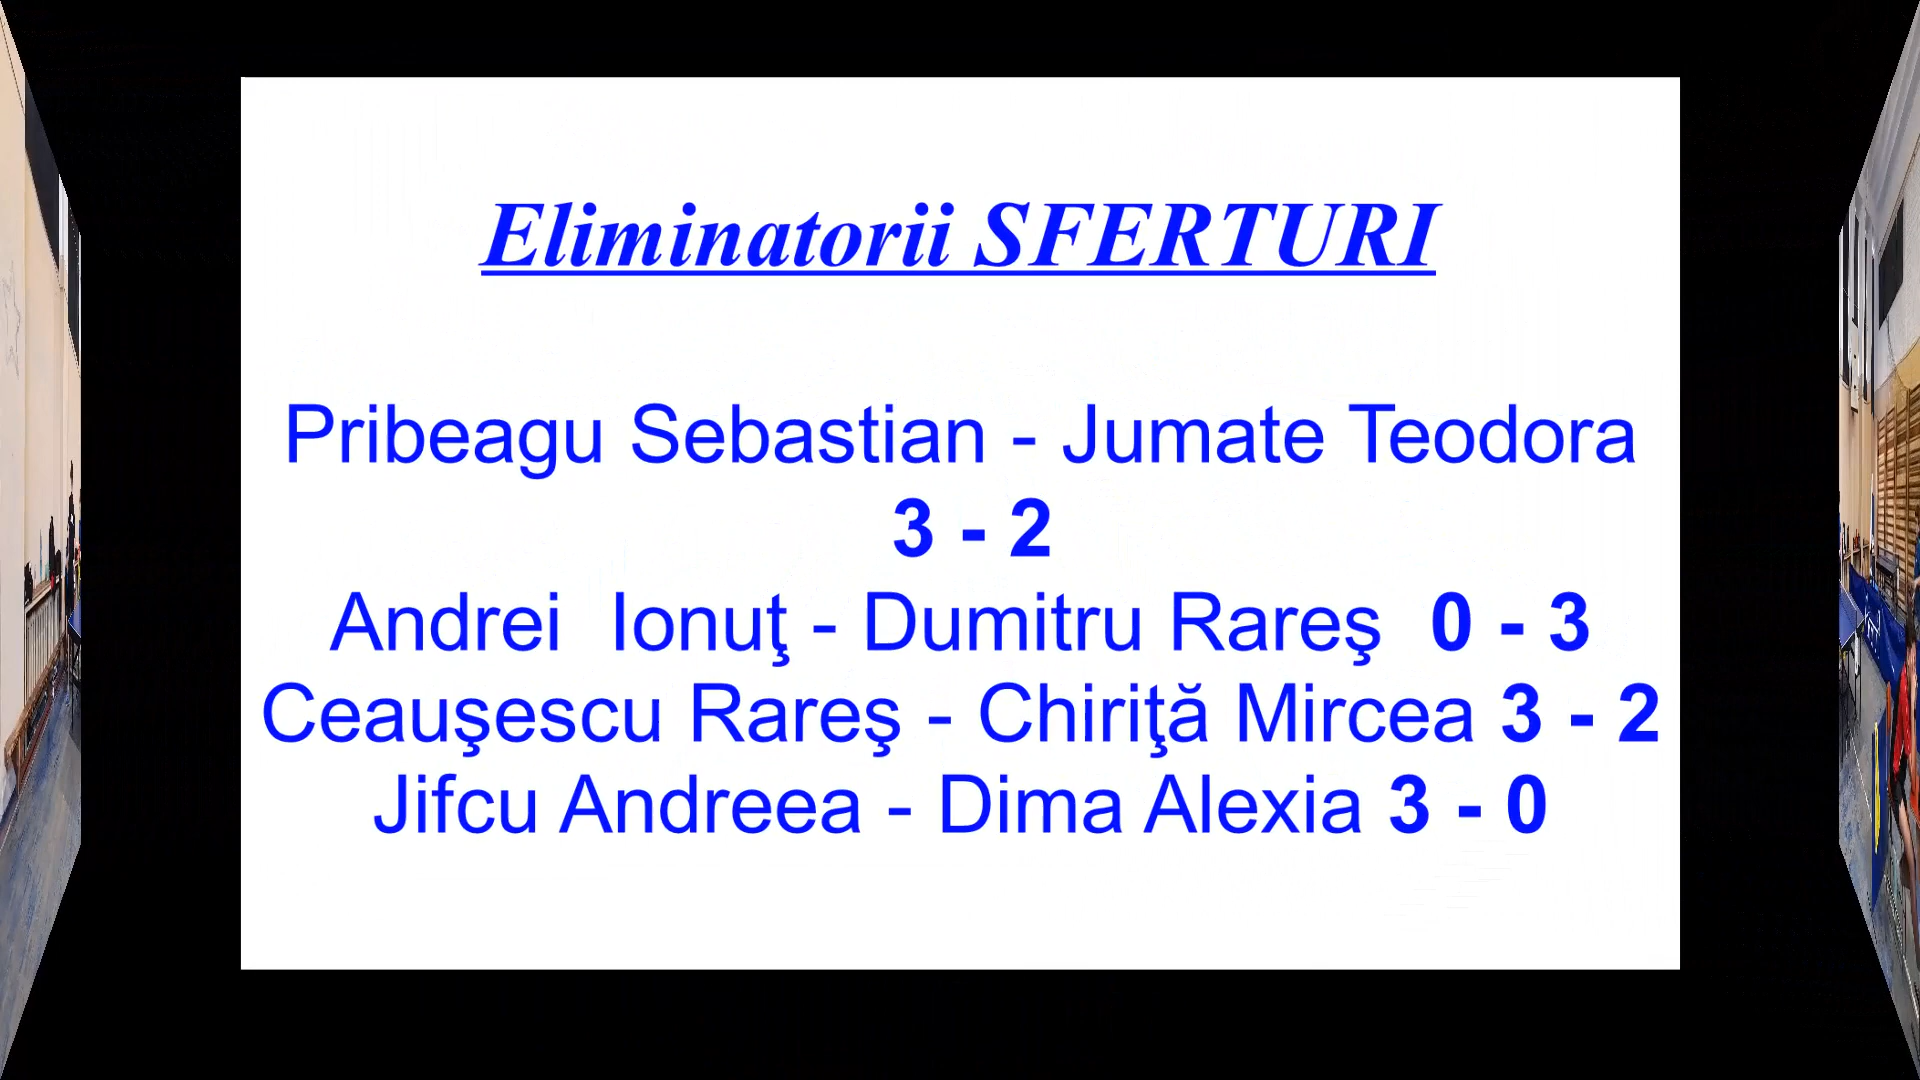 Eliminatorii SFERTURI
Pribeagu Sebastian - Jumate Teodora
3 - 2
Andrei  Ionuţ - Dumitru Rareş  0 - 3
Ceauşescu Rareş - Chiriţă Mircea 3 - 2
Jifcu Andreea - Dima Alexia 3 - 0